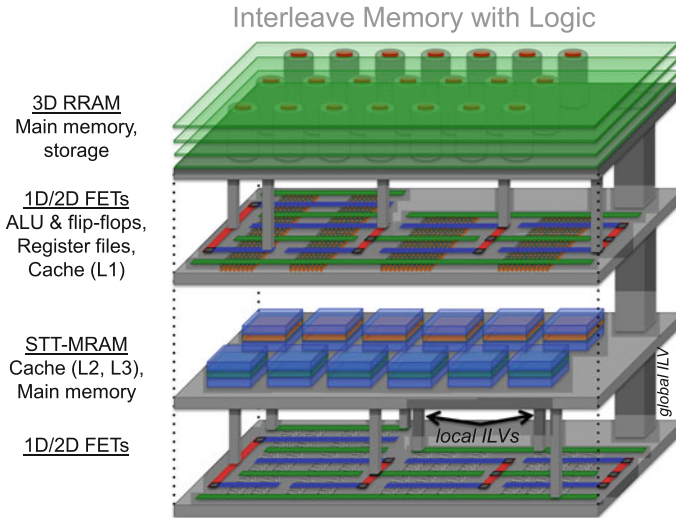 Interleave Memory with Logic
3D RRAM
Main memory,
storage
1D/2D FETs
ALU & flip-flops,
Register files,
Cache (L1)
STT-MRAM
Cache (L2, L3),
Main memory
global ILV
local ILVs
1D/2D FETs